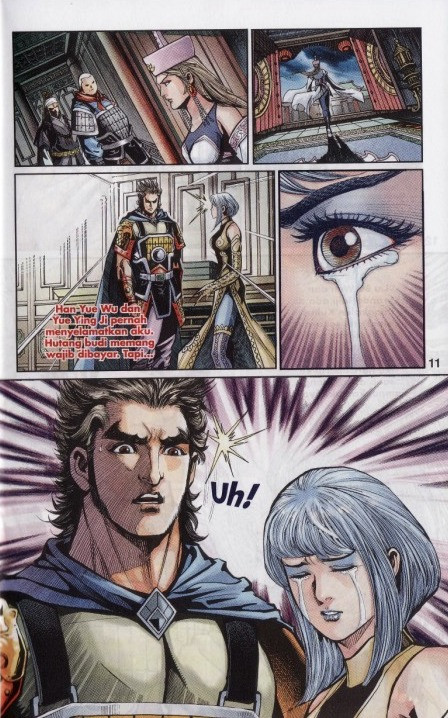 Han-Yue Wu dan
Yue Ying Ji pernah
menyelamatkan aku.
Hutang budi memang
wajib dibayar. Tapi...
11
Uh!